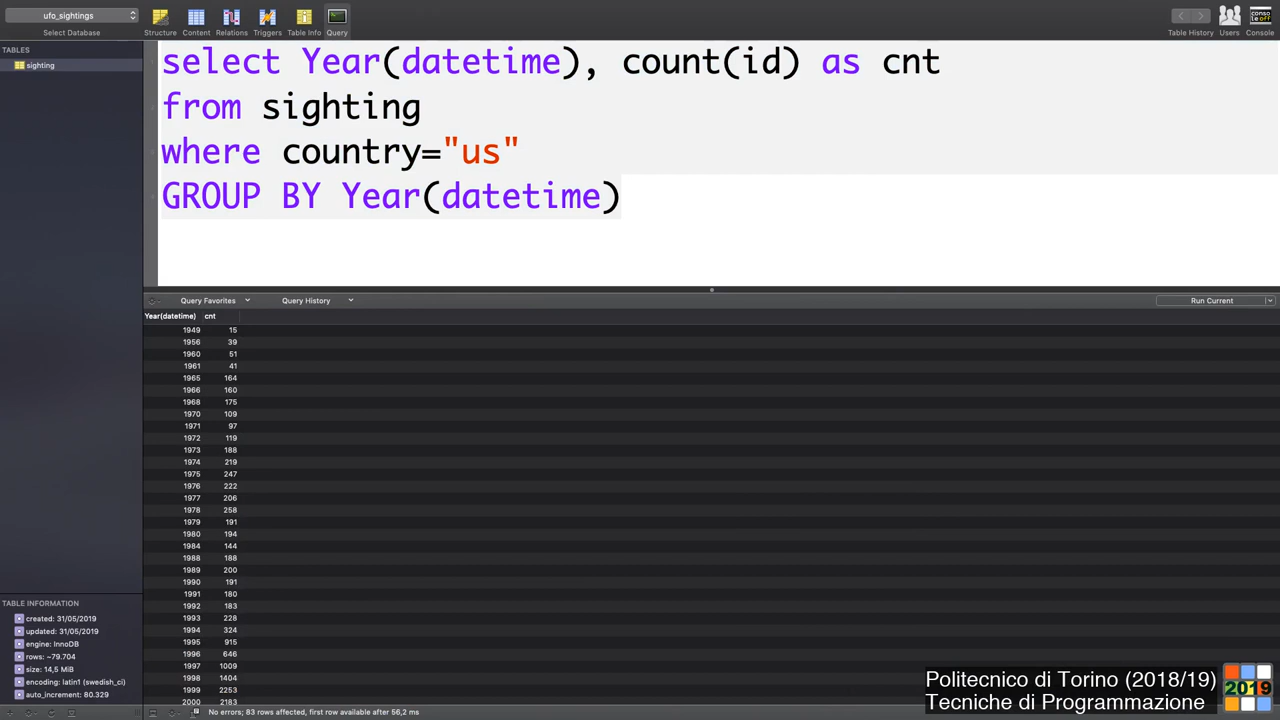 ufo_sightings
Select Database
Structure
Content
Relations
Triggers
Table Info
Query
Table History
Users
conso
le off
Console
TABLES
sighting
select Year(datetime), count(id) as cnt
from sighting
where country="us"
GROUP BY Year(datetime)
Query Favorites
Query History
Run Current
Year(datetime) cnt
1949 15
1956 39
1960 51
1961 41
1965 164
1966 160
1968 175
1970 109
1971 97
1972 119
1973 188
1974 219
1975 247
1976 222
1977 206
1978 258
1979 191
1980 194
1984 144
1988 188
1989 200
1990 191
1991 180
1992 183
1993 228
1994 324
1995 915
1996 646
1997 1009
1998 1404
1999 2253
2000 2183
TABLE INFORMATION
created: 31/05/2019
updated: 31/05/2019
engine: InnoDB
rows: ~79.704
size: 14,5 MiB
encoding: latin1 (swedish_ci)
auto_increment: 80.329
No errors; 83 rows affected, first row available after 56,2 ms
Politecnico di Torino (2018/19)
Tecniche di Programmazione
2019